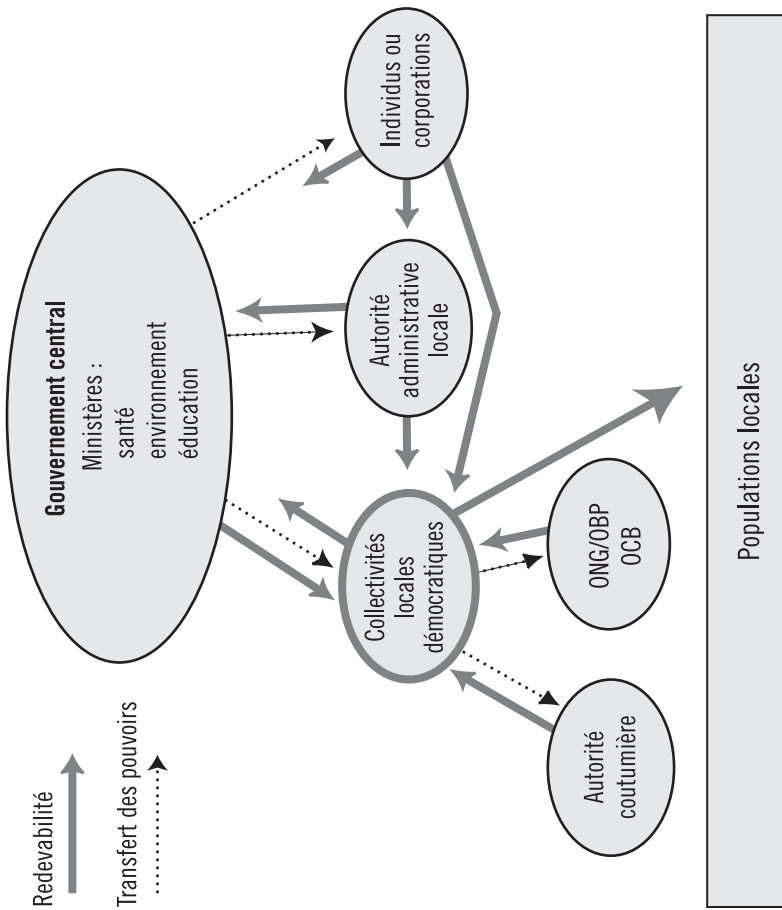 Redevabilité
Transfert des pouvoirs
Gouvernement central
Ministères :
santé
environnement
éducation
Collectivités
locales
démocratiques
Autorité
administrative
locale
Individus ou
corporations
Autorité
coutumière
ONG/OBP
OCB
Populations locales